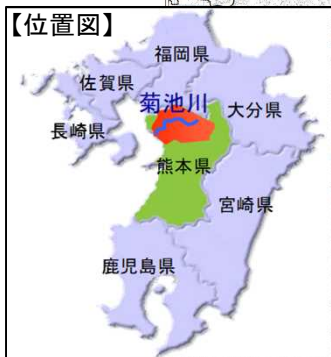 【位置図】
福岡県
佐賀県
菊池川
大分県
長崎県
熊本県
宮崎県
鹿児島県